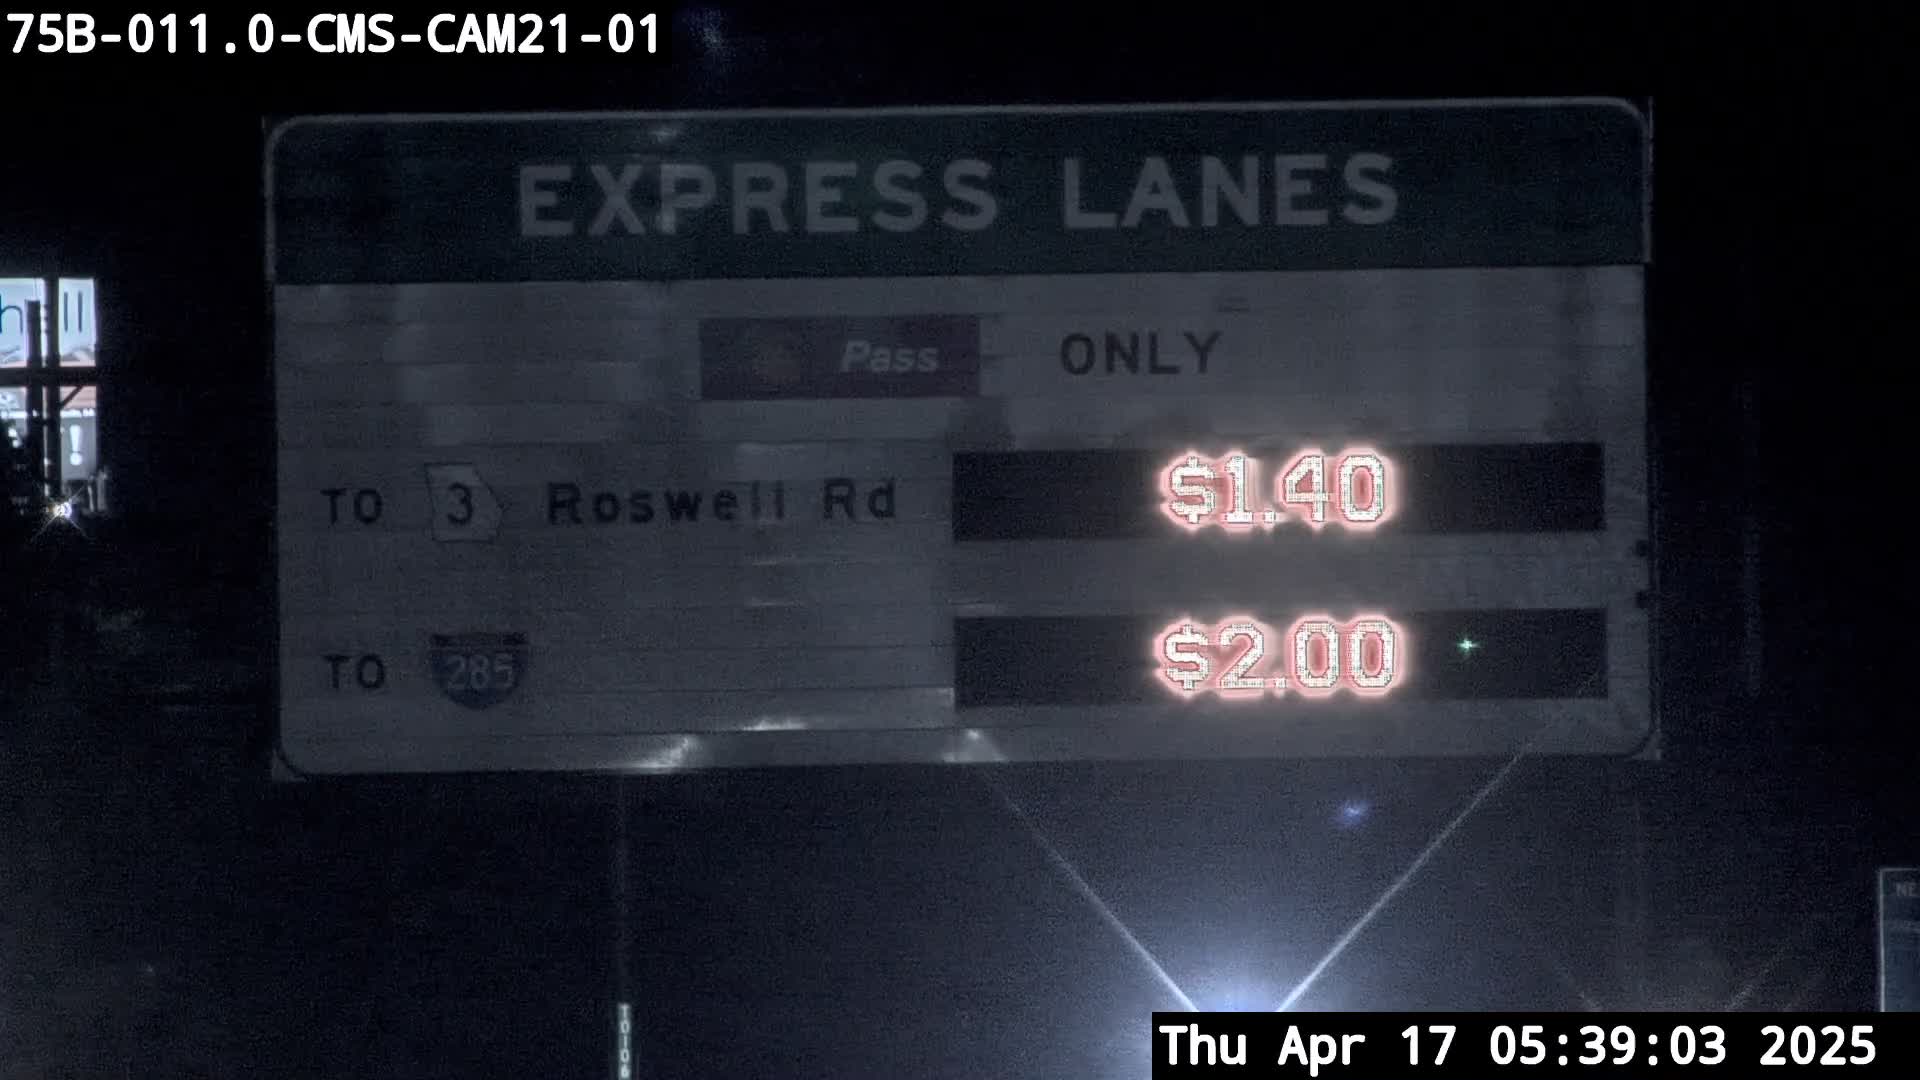 75B-011.0-CMS-CAM21-01
EXPRESS LANES
Pass ONLY
TO 3 Roswell Rd $1.40
TO 285 $2.00
Thu Apr 17 05:39:03 2025